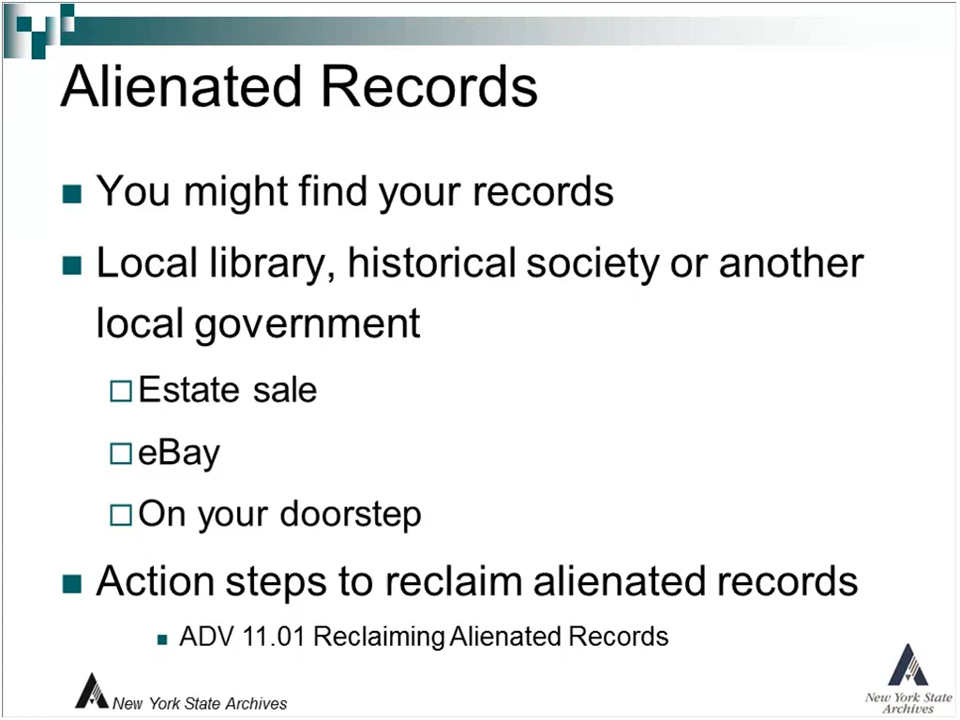 Alienated Records
You might find your records
Local library, historical society or another
local government
Estate sale
eBay
On your doorstep
Action steps to reclaim alienated records
ADV 11.01 Reclaiming Alienated Records
New York State Archives
New York State
Archives